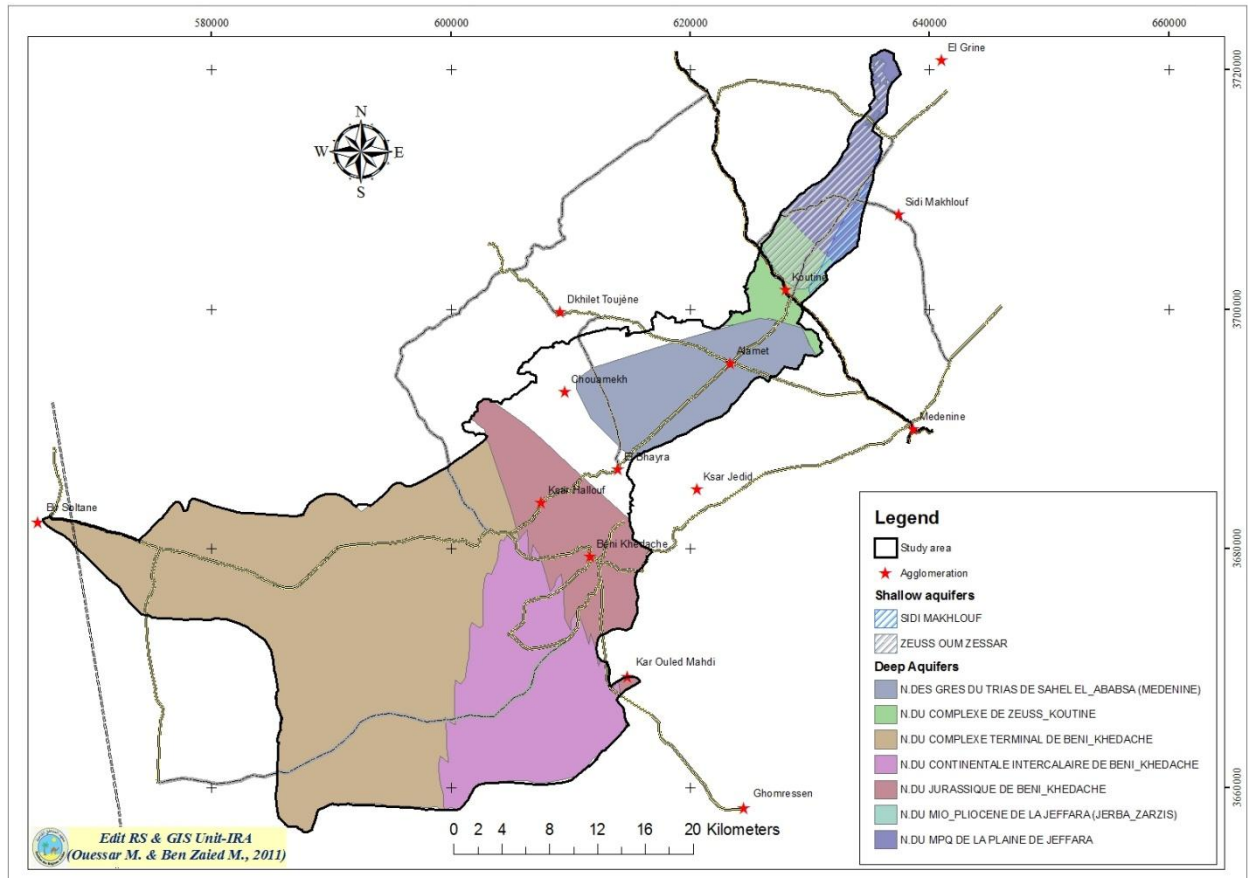 580000 600000 620000 640000 660000
El Grine
3720000
N
W E
S
Sidi Makhlouf
Koutine
Dkhilet Toujène
3700000
Alamet
Chouamekh
Medenine
El Bhayra
Ksar Jedid
Ksar Hallouf
Soltane
Béni Khedache
3680000
Kar Ouled Mahdi
Ghomressen
3660000
Legend
Study area
Agglomeration
Shallow aquifers
SIDI MAKHLOUF
ZEUSS OUM ZESSAR
Deep Aquifers
N.DES GRES DU TRIAS DE SAHEL EL_ABABSA (MEDENINE)
N.DU COMPLEXE DE ZEUSS_KOUTINE
N.DU COMPLEXE TERMINAL DE BENI_KHEDACHE
N.DU CONTINENTALE INTERCALAIRE DE BENI_KHEDACHE
N.DU JURASSIQUE DE BENI_KHEDACHE
N.DU MIO_PLIOCENE DE LA JEFFARA (JERBA_ZARZIS)
N.DU MPQ DE LA PLAINE DE JEFFARA
0 2 4 8 12 16 20 Kilometers
Edit RS & GIS Unit-IRA
(Ouessar M. & Ben Zaied M., 2011)